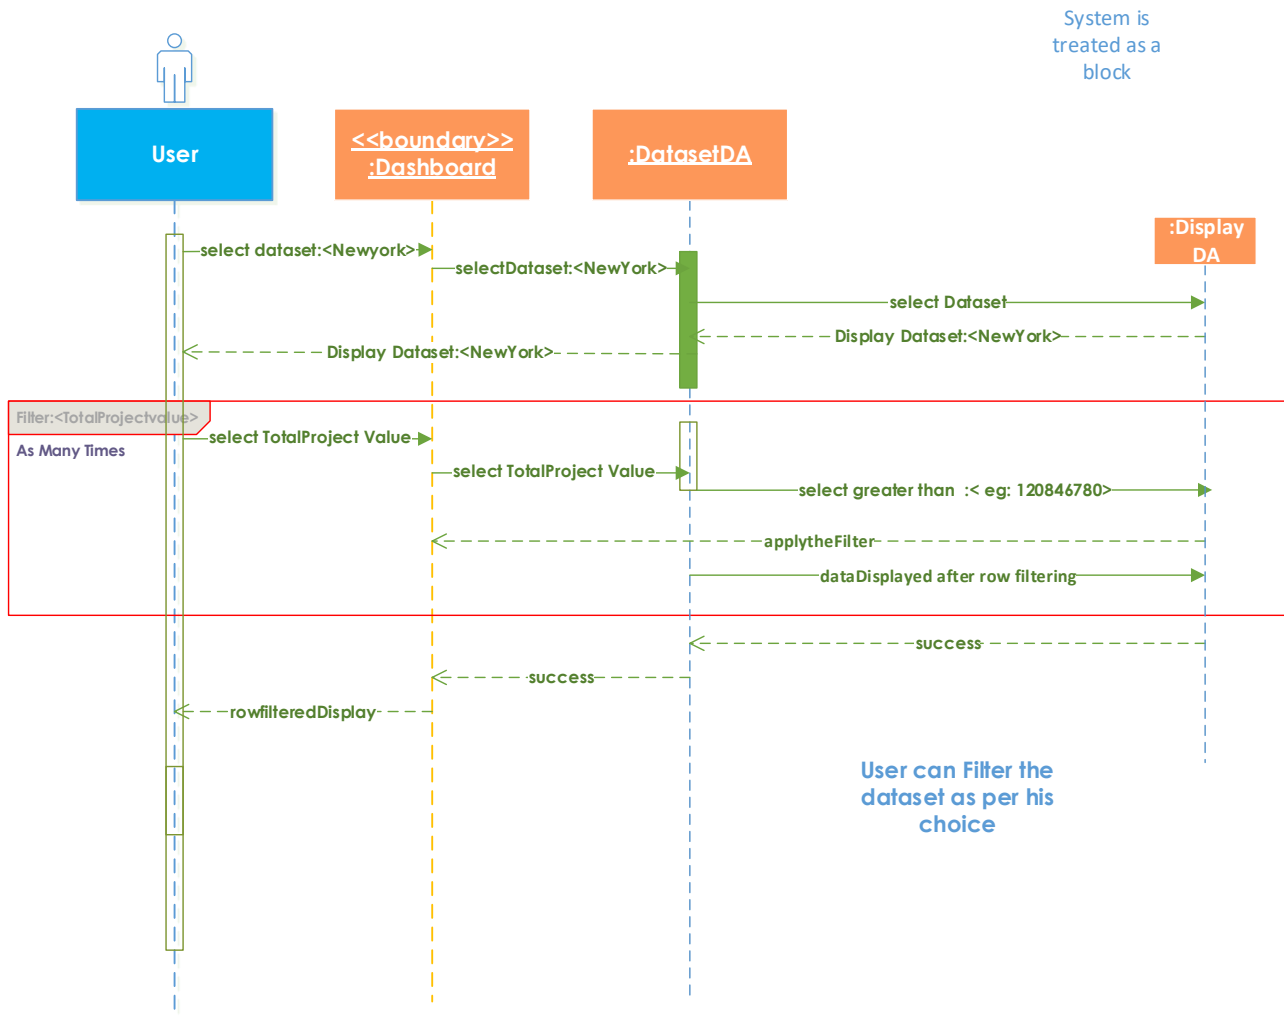 System is
treated as a
block
User
<<boundary>>
:Dashboard
:DatasetDA
:Display
DA
select dataset:<Newyork>
selectDataset:<NewYork>
select Dataset
Display Dataset:<NewYork>
Display Dataset:<NewYork>
Filter:<TotalProjectvalue>
As Many Times
select TotalProject Value
select TotalProject Value
select greater than  :< eg: 120846780>
applytheFilter
dataDisplayed after row filtering
success
success
rowfilteredDisplay
User can Filter the
dataset as per his
choice